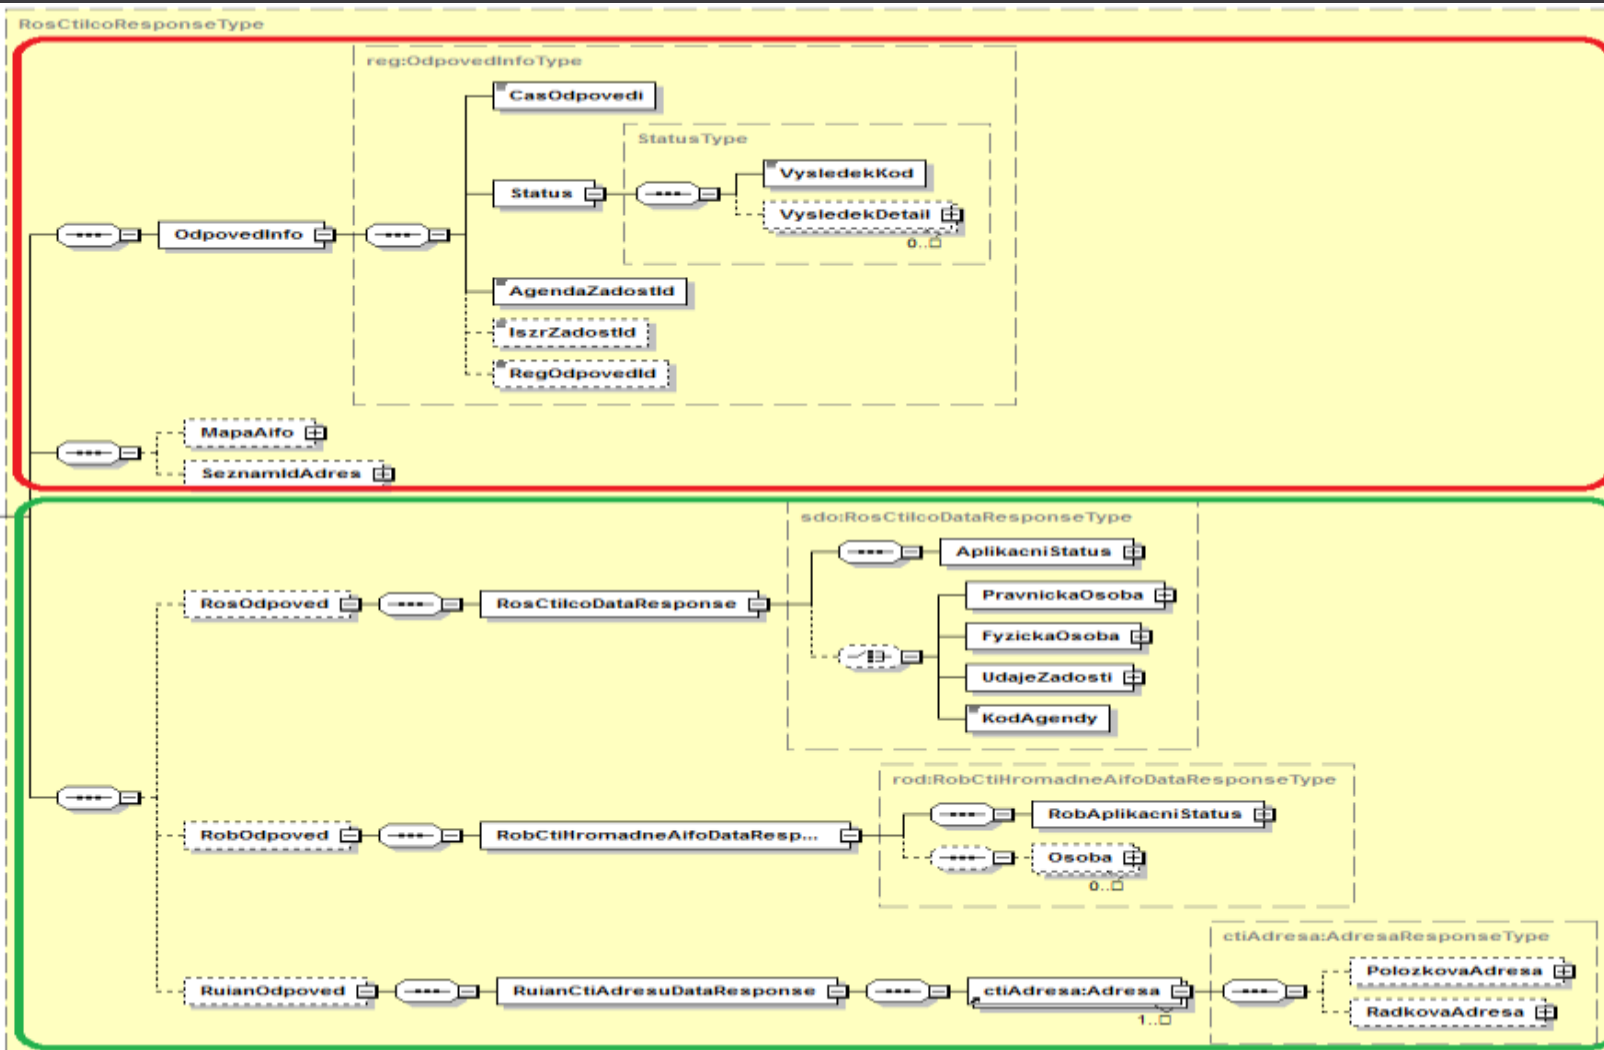 RosCtiIcoResponseType
reg:OdpovedInfoType
CasOdpovedi
StatusType
VysledekKod
Status
VysledekDetail
0..
OdpovedInfo
AgendaZadostId
IszrZadostId
RegOdpovedId
MapaAifo
SeznamIdAdres
sdo:RosCtiIcoDataResponseType
AplikacniStatus
RosOdpoved
RosCtiIcoDataResponse
PravnickaOsoba
FyzickaOsoba
UdajeZadosti
KodAgendy
rod:RobCtiHromadneAifoDataResponseType
RobAplikacniStatus
RobOdpoved
RobCtiHromadneAifoDataResp...
Osoba
0..
ctiAdresa:AdresaResponseType
PolozkovaAdresa
RuianOdpoved
RuianCtiAdresuDataResponse
ctiAdresa:Adresa
RadkovaAdresa
1..